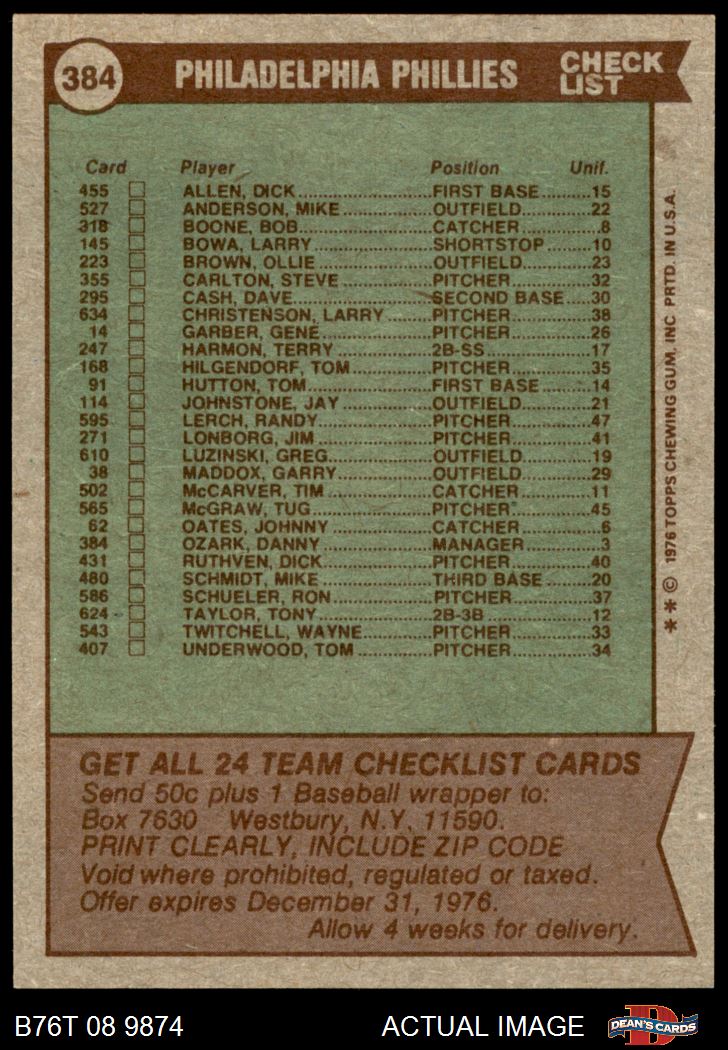 384 PHILADELPHIA PHILLIES CHECK LIST
Card Player Position Unif.
455 ALLEN, DICK FIRST BASE 15
527 ANDERSON, MIKE OUTFIELD 22
318 BOONE, BOB CATCHER 8
145 BOWA, LARRY SHORTSTOP 10
223 BROWN, OLLIE OUTFIELD 23
355 CARLTON, STEVE PITCHER 32
295 CASH, DAVE SECOND BASE 30
634 CHRISTENSON, LARRY PITCHER 38
14 GARBER, GENE PITCHER 26
247 HARMON, TERRY 2B-SS 17
168 HILGENDORF, TOM PITCHER 35
91 HUTTON, TOM FIRST BASE 14
114 JOHNSTONE, JAY OUTFIELD 21
595 LERCH, RANDY PITCHER 47
271 LONBORG, JIM PITCHER 41
610 LUZINSKI, GREG OUTFIELD 19
38 MADDOX, GARRY OUTFIELD 29
502 McCARVER, TIM CATCHER 11
565 McGRAW, TUG PITCHER 45
62 OATES, JOHNNY CATCHER 6
384 OZARK, DANNY MANAGER 3
431 RUTHVEN, DICK PITCHER 40
480 SCHMIDT, MIKE THIRD BASE 20
586 SCHUELER, RON PITCHER 37
624 TAYLOR, TONY 2B-3B 12
543 TWITCHELL, WAYNE PITCHER 33
407 UNDERWOOD, TOM PITCHER 34
** © 1976 TOPPS CHEWING GUM, INC PRTD. IN U.S.A.
GET ALL 24 TEAM CHECKLIST CARDS
Send 50c plus 1 Baseball wrapper to:
Box 7630 Westbury, N.Y. 11590.
PRINT CLEARLY, INCLUDE ZIP CODE
Void where prohibited, regulated or taxed.
Offer expires December 31, 1976.
Allow 4 weeks for delivery.
B76T 08 9874 ACTUAL IMAGE D DEAN'S CARDS